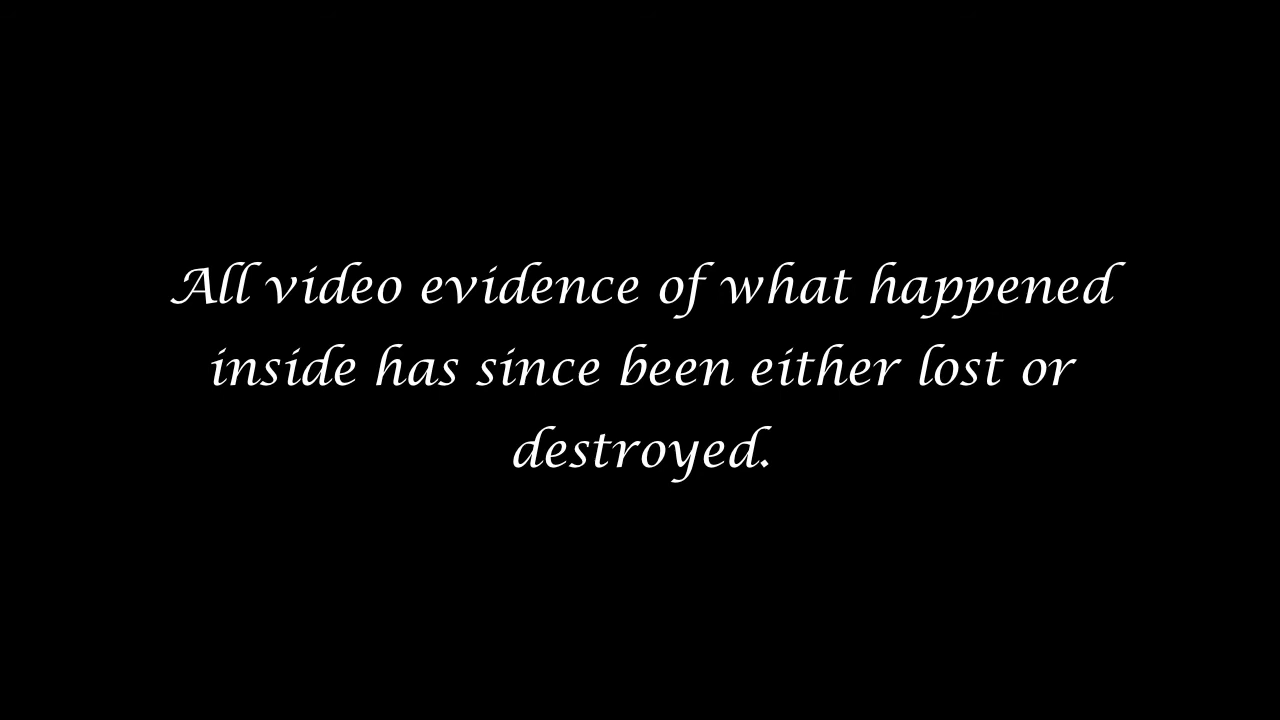 All video evidence of what happened
inside has since been either lost or
destroyed.